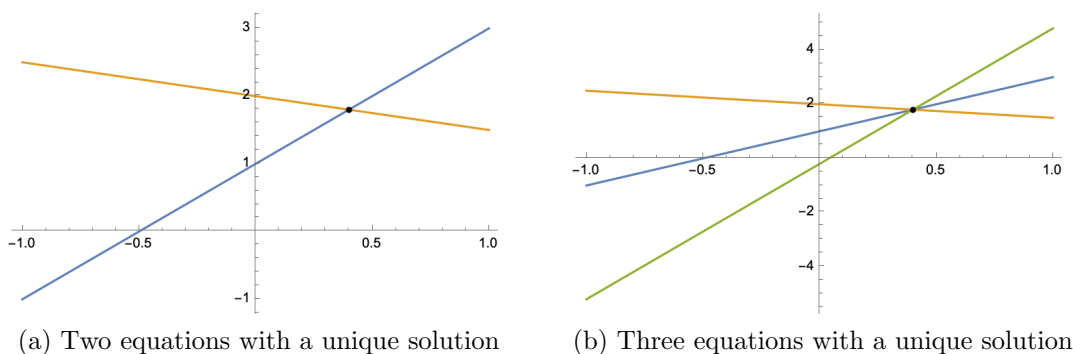 3
2
1
-1.0 -0.5 0.5 1.0
-1
4
2
-1.0 -0.5 0.5 1.0
-2
-4
(a) Two equations with a unique solution
(b) Three equations with a unique solution